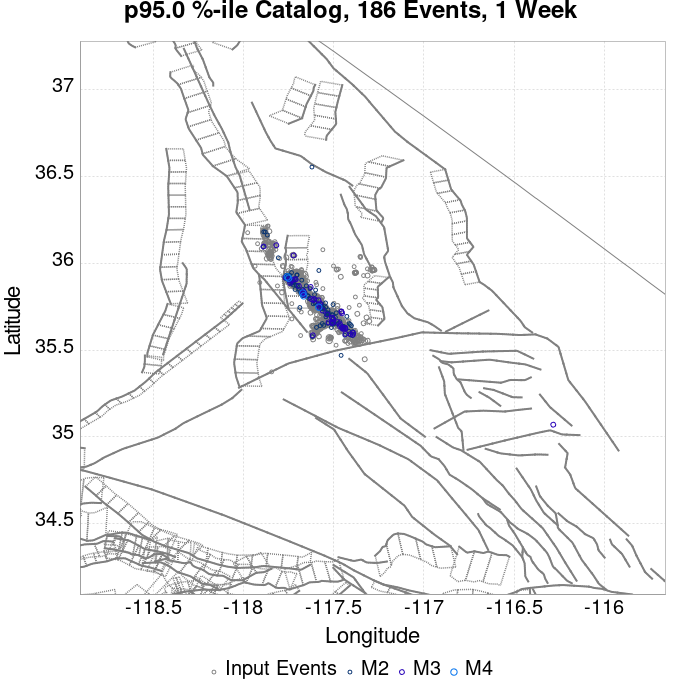 p95.0 %-ile Catalog, 186 Events, 1 Week
37
36.5
36
35.5
35
34.5
Latitude
-118.5 -118 -117.5 -117 -116.5 -116
Longitude
Input Events M2 M3 M4